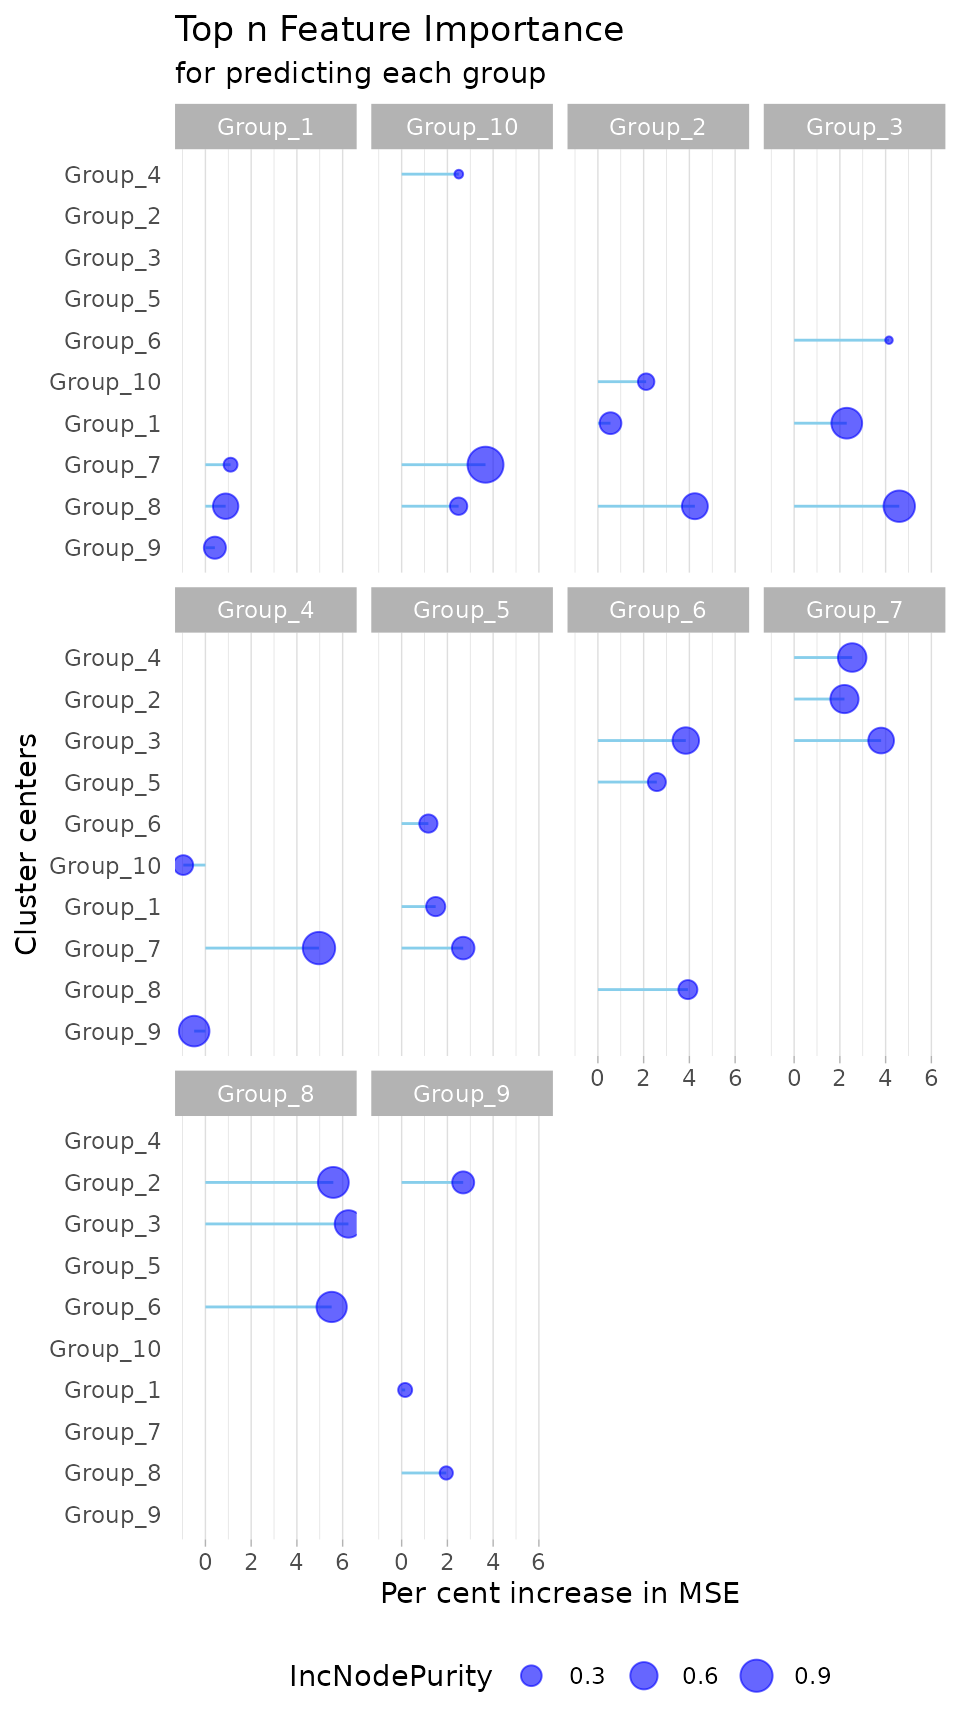 Top n Feature Importance
for predicting each group
Group_1 Group_10 Group_2 Group_3
Group_4
Group_2
Group_3
Group_5
Group_6
Group_10
Group_1
Group_7
Group_8
Group_9
Group_4 Group_5 Group_6 Group_7
Group_4
Group_2
Group_3
Group_5
Group_6
Group_10
Group_1
Group_7
Group_8
Group_9
Cluster centers
0 2 4 6 0 2 4 6
Group_8 Group_9
Group_4
Group_2
Group_3
Group_5
Group_6
Group_10
Group_1
Group_7
Group_8
Group_9
0 2 4 6 0 2 4 6
Per cent increase in MSE
IncNodePurity 0.3 0.6 0.9